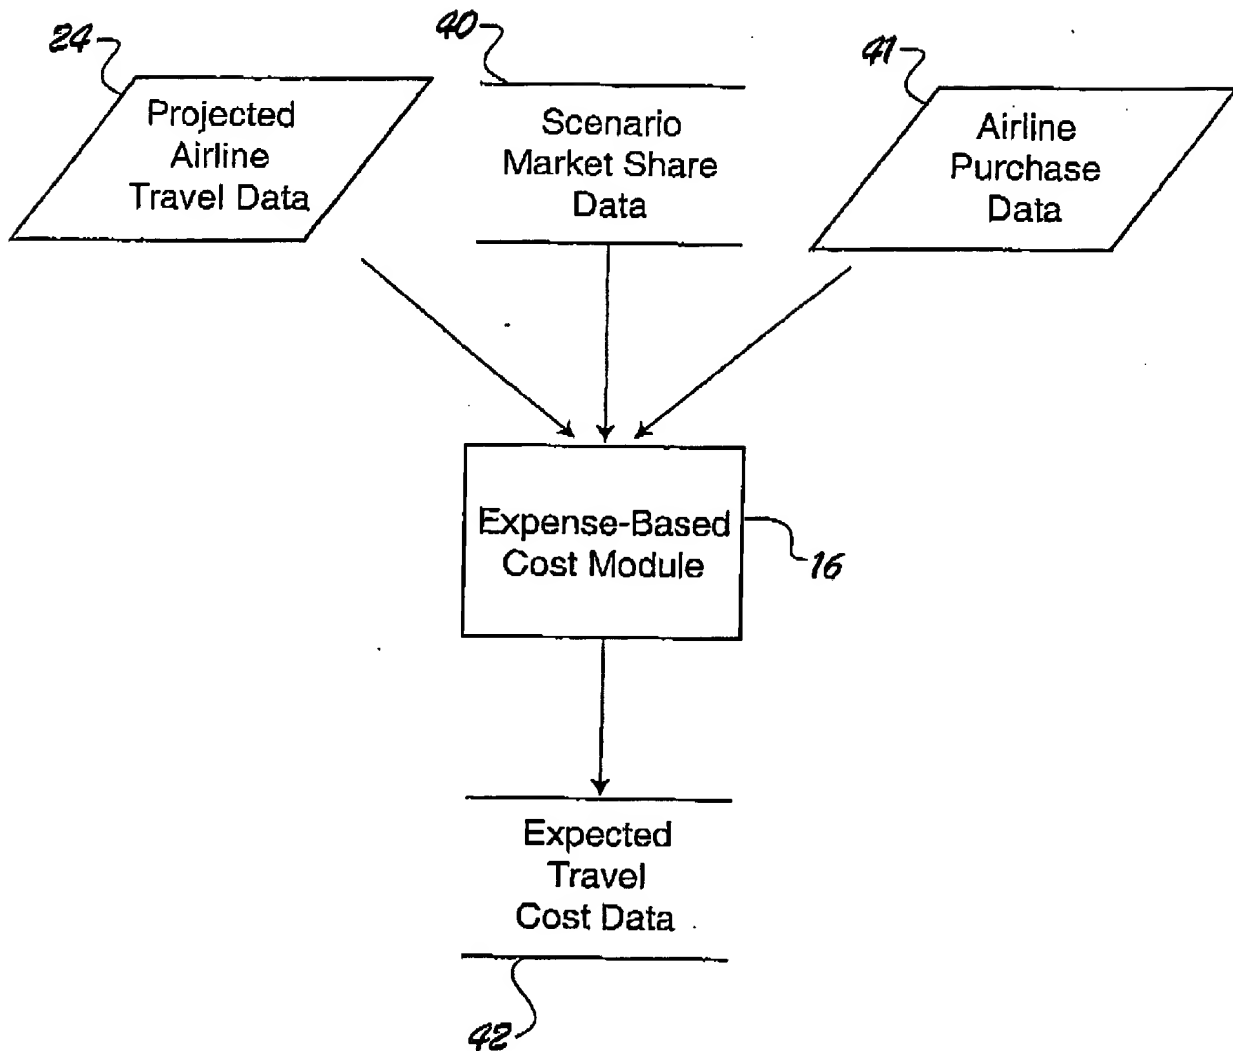 24
Projected
Airline
Travel Data
40
Scenario
Market Share
Data
41
Airline
Purchase
Data
Expense-Based
Cost Module
16
Expected
Travel
Cost Data
42